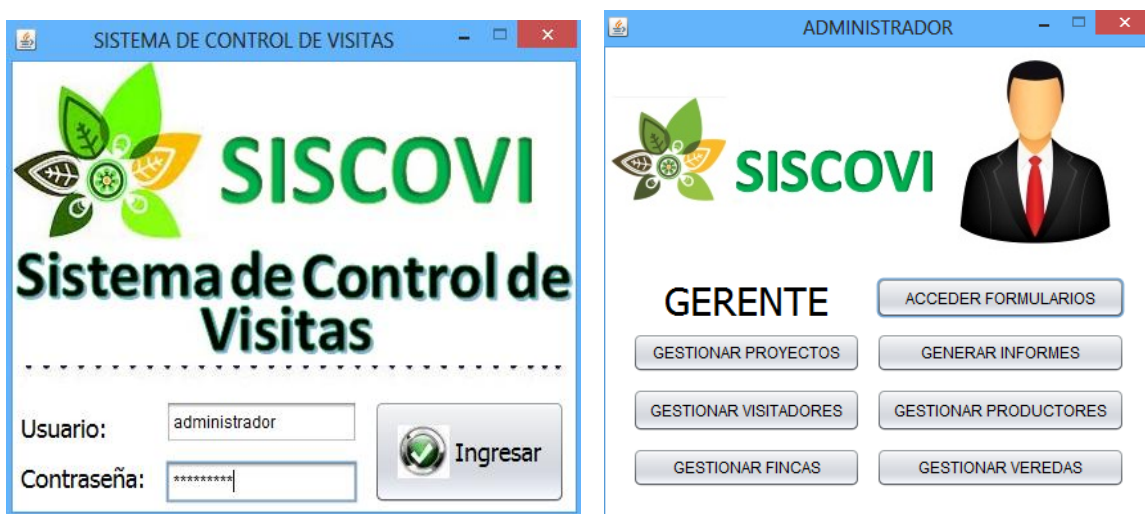 SISTEMA DE CONTROL DE VISITAS
SISCOVI
Sistema de Control de
Visitas
Usuario: administrador
Contraseña: *********
Ingresar
ADMINISTRADOR
SISCOVI
GERENTE
ACCEDER FORMULARIOS
GESTIONAR PROYECTOS
GENERAR INFORMES
GESTIONAR VISITADORES
GESTIONAR PRODUCTORES
GESTIONAR FINCAS
GESTIONAR VEREDAS